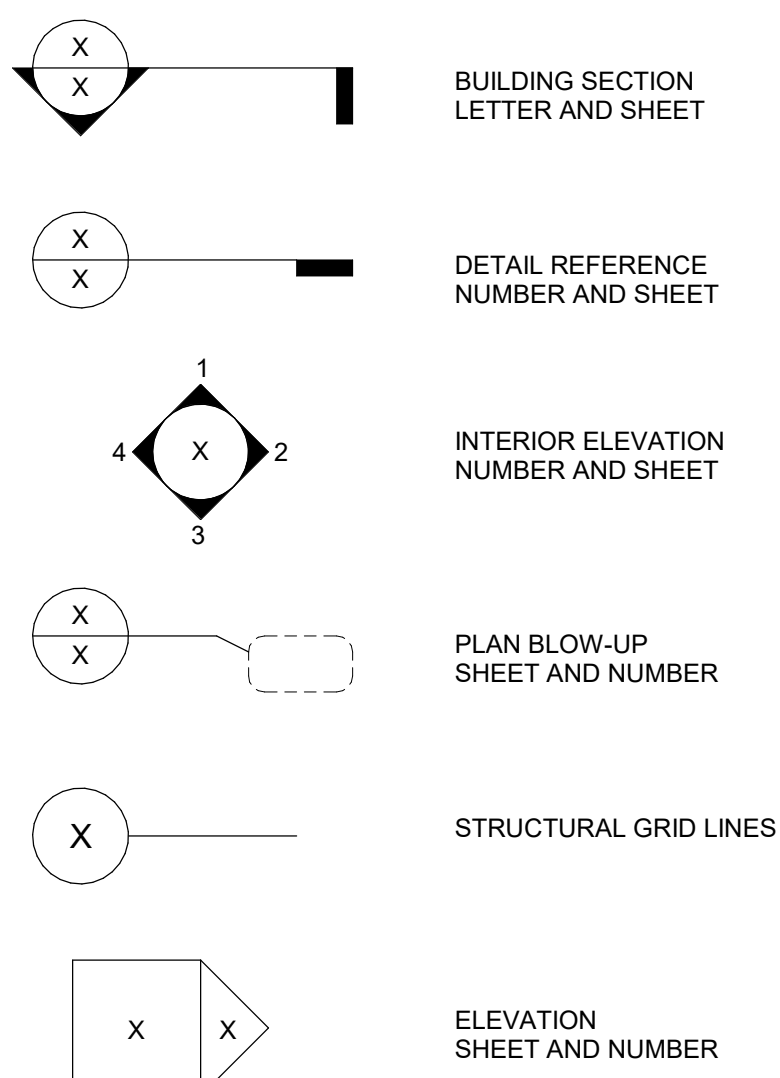 X
X
BUILDING SECTION
LETTER AND SHEET
X
X
DETAIL REFERENCE
NUMBER AND SHEET
1
4 X 2
3
INTERIOR ELEVATION
NUMBER AND SHEET
X
X
PLAN BLOW-UP
SHEET AND NUMBER
X
STRUCTURAL GRID LINES
X X
ELEVATION
SHEET AND NUMBER